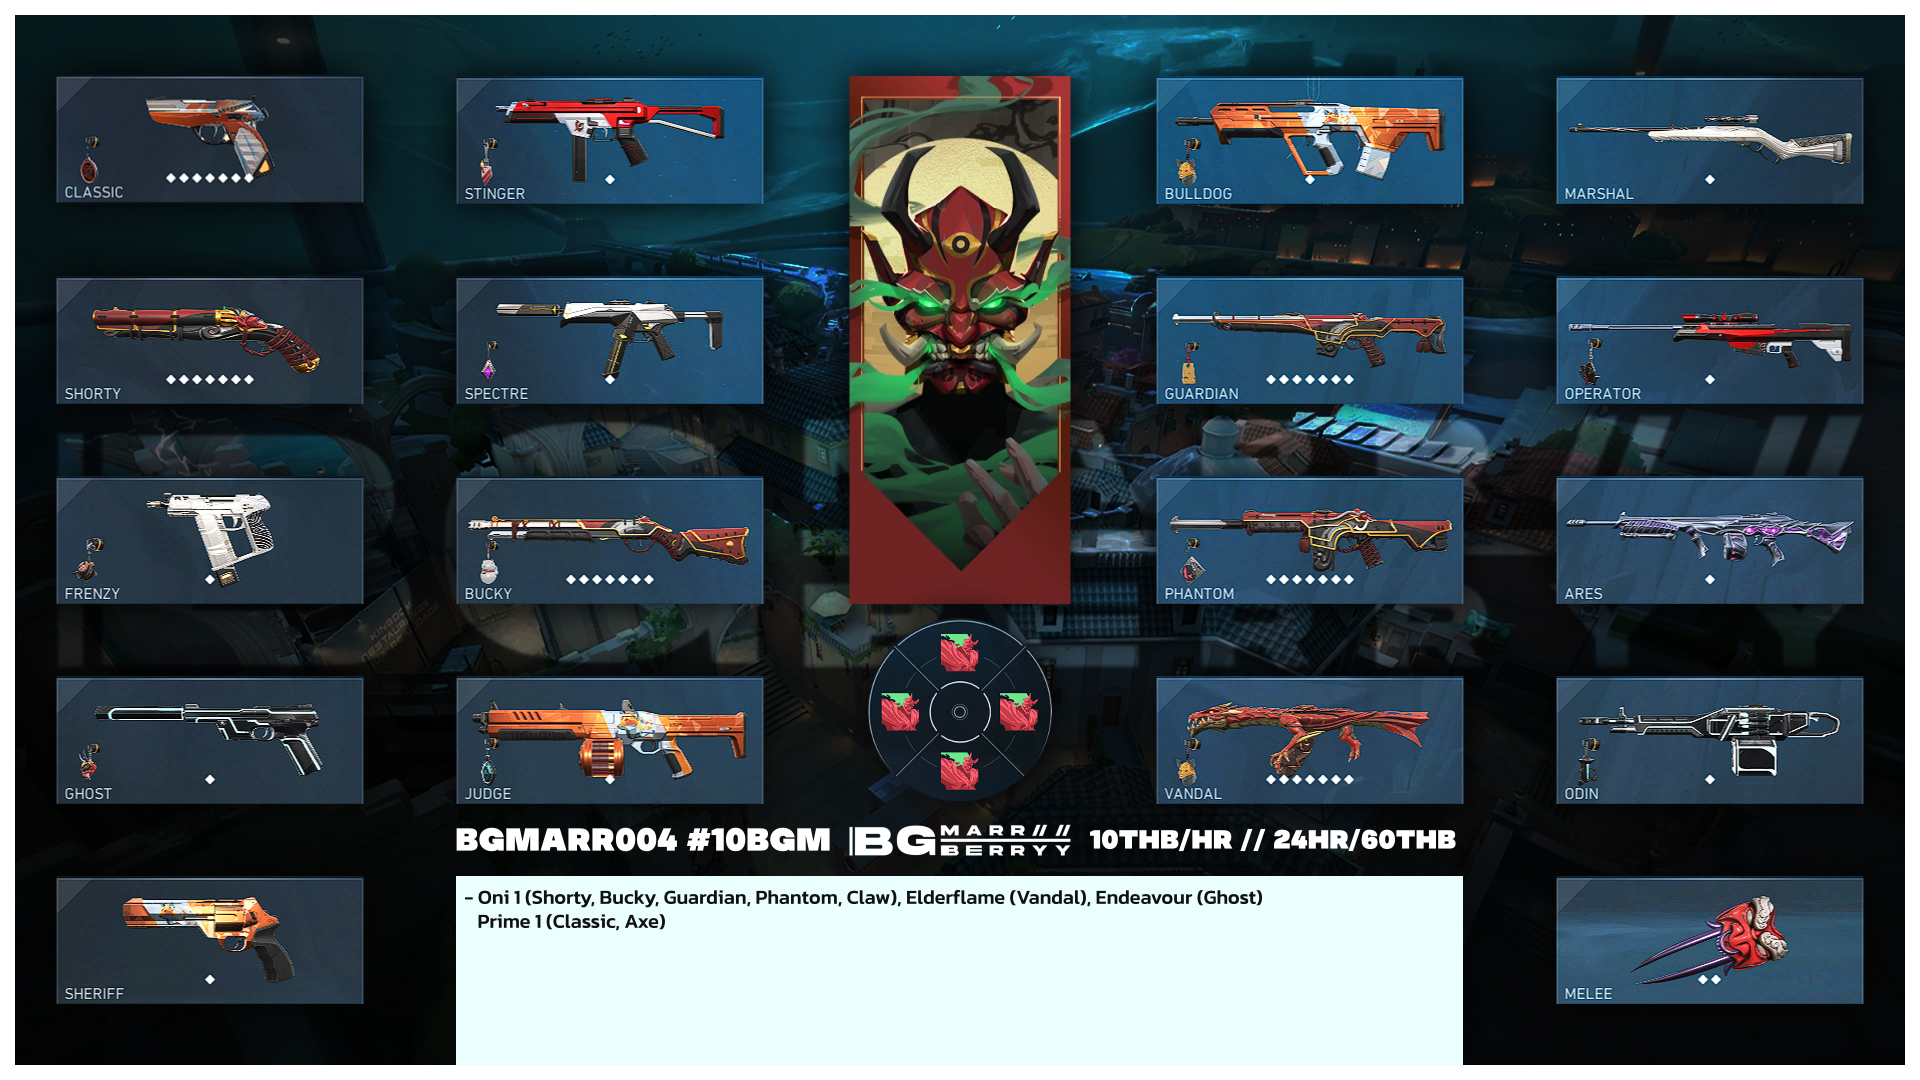 CLASSIC
STINGER
BULLDOG
MARSHAL
SHORTY
SPECTRE
GUARDIAN
OPERATOR
FRENZY
BUCKY
PHANTOM
ARES
GHOST
JUDGE
VANDAL
ODIN
BGMARR004 #10BGM
BG MARR////
BERRYY
10THB/HR // 24HR/60THB
- Oni 1 (Shorty, Bucky, Guardian, Phantom, Claw), Elderflame (Vandal), Endeavour (Ghost)
Prime 1 (Classic, Axe)
SHERIFF
MELEE